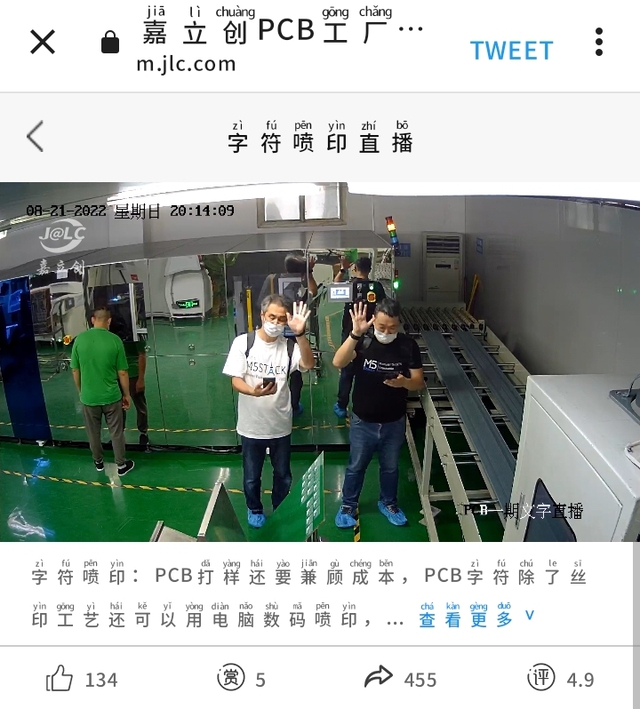 jiā lì chuàng gōng chǎng
嘉立创PCB工厂…
TWEET
m.jlc.com
zì fú pēn yìn zhí bō
字符喷印直播
08-21-2022 星期日 20:14:09
J@LC
嘉立创
M5STACK
M5
PCB一期文字直播
zì fú pēn yìn dǎ yàng hái yào jiān gù chéng běn zì fú chú le sī
字符喷印：PCB打样还要兼顾成本，PCB字符除了丝
yìn gōng yì hái kě yǐ yòng diàn nǎo shù mǎ pēn yìn chá kàn gèng duō
印工艺还可以用电脑数码喷印，... 查看更多
134 赏 5 455 评 4.9